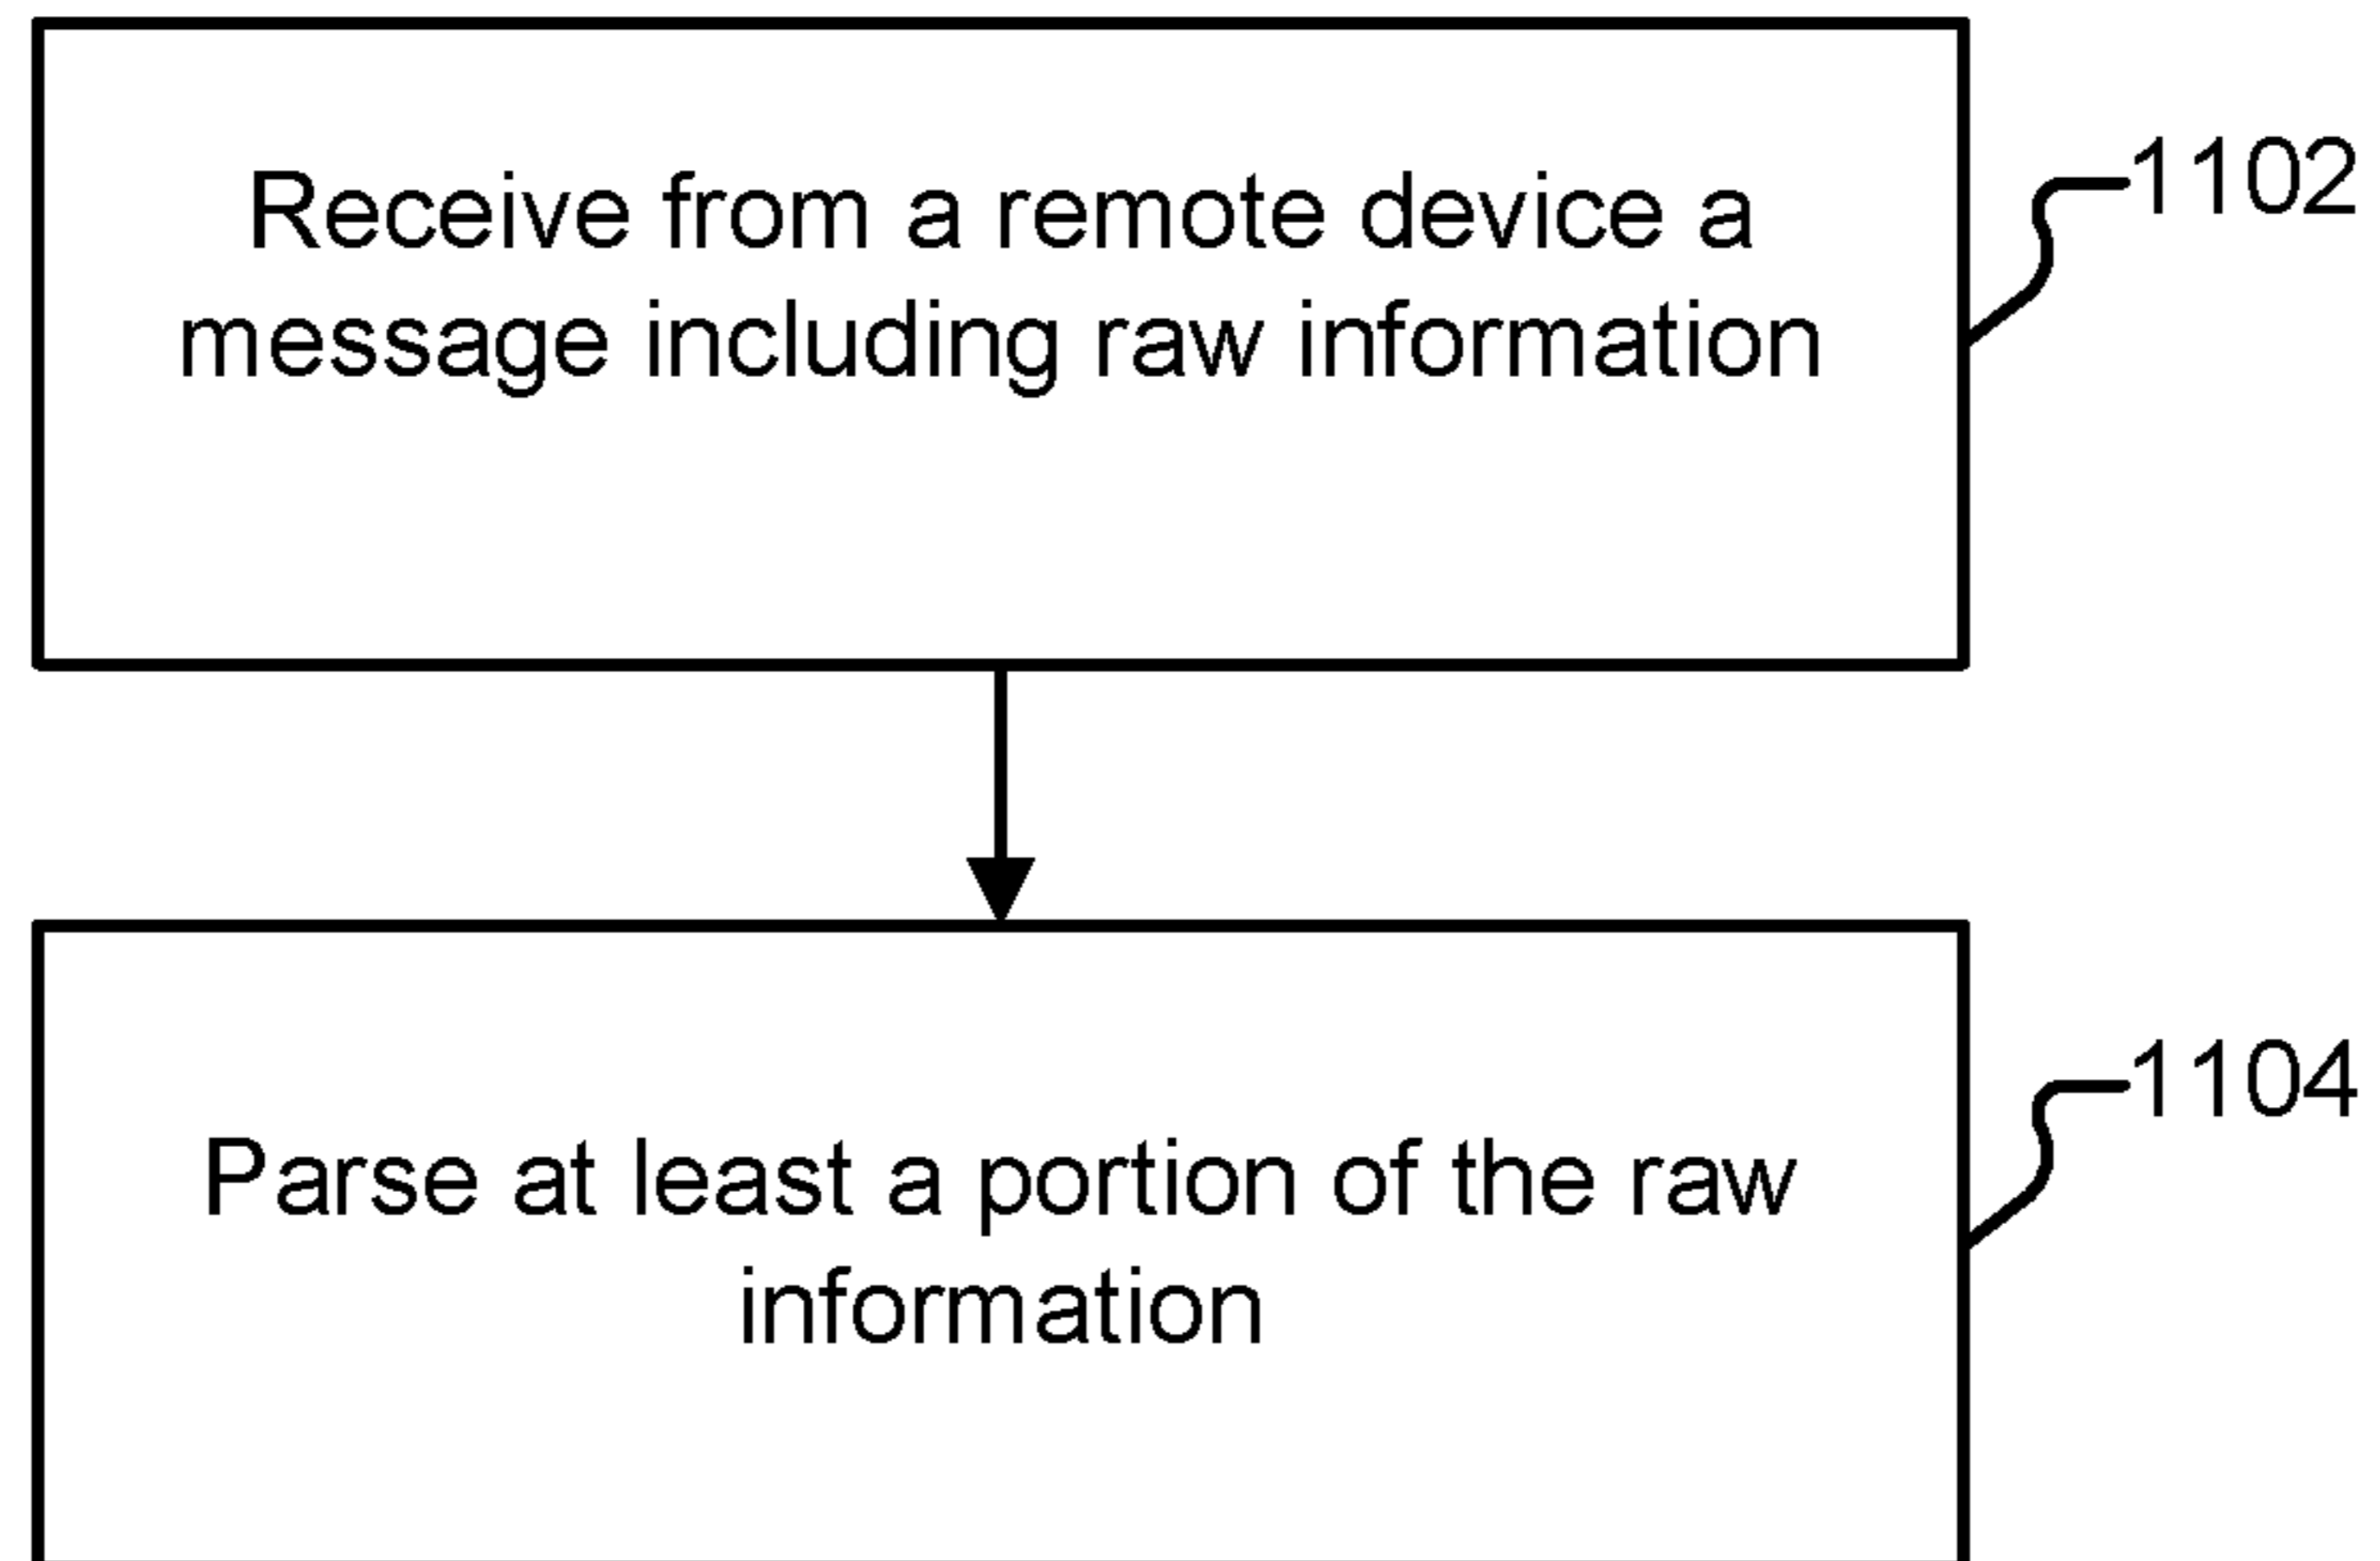 Receive from a remote device a
message including raw information
1102
Parse at least a portion of the raw
information
1104